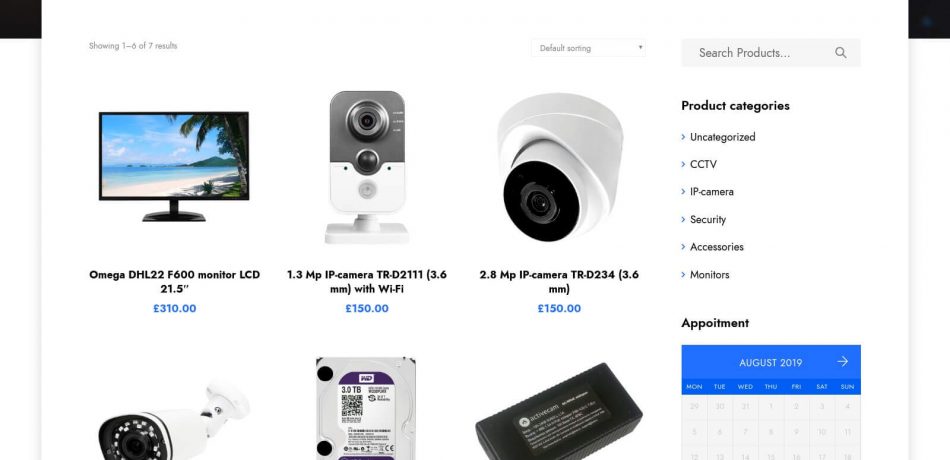 Showing 1–6 of 7 results
Default sorting
Search Products...
Omega DHL22 F600 monitor LCD
21.5″
£310.00
1.3 Mp IP-camera TR-D2111 (3.6
mm) with Wi-Fi
£150.00
2.8 Mp IP-camera TR-D234 (3.6
mm)
£150.00
WD
3.0 TB
activecam
Product categories
Uncategorized
CCTV
IP-camera
Security
Accessories
Monitors
Appoitment
AUGUST 2019
MON TUE WED THU FRI SAT SUN
29 30 31 1 2 3 4
5 6 7 8 9 10 11
12 13 14 15 16 17 18